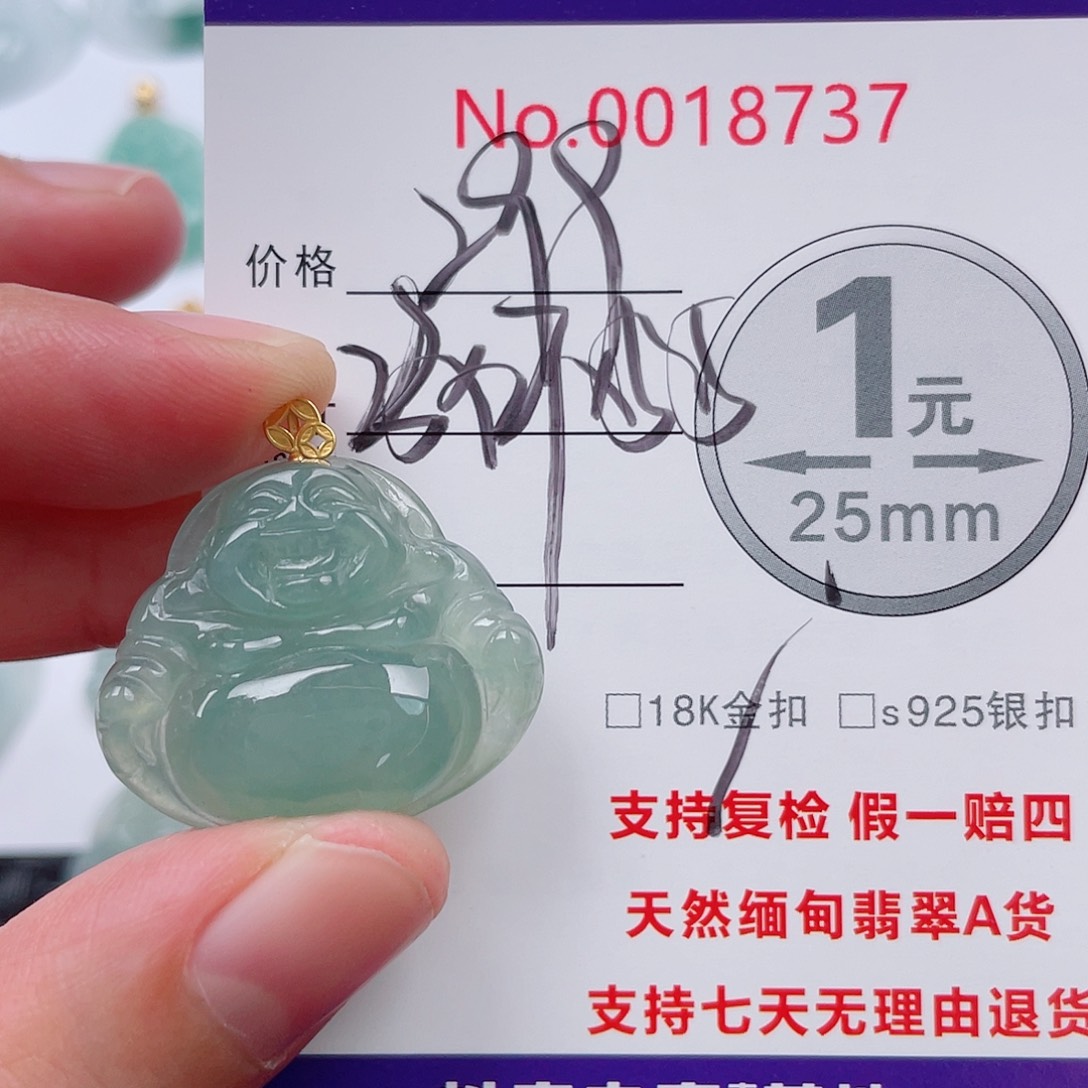 No.0018737
价格
1元
25mm
□18K金扣 □s925银扣
支持复检 假一赔四
天然缅甸翡翠A货
支持七天无理由退货